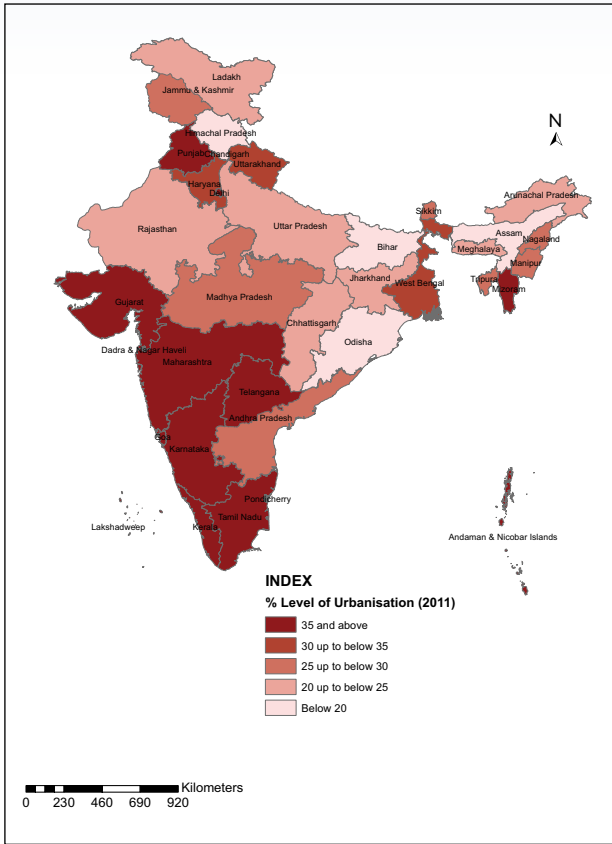 Ladakh
Jammu & Kashmir
N
Himachal Pradesh
Punjab
Chandigarh
Uttarakhand
Haryana
Delhi
Arunachal Pradesh
Sikkim
Rajasthan
Uttar Pradesh
Assam
Nagaland
Bihar
Meghalaya
Manipur
Jharkhand
Tripura
West Bengal
Mizoram
Madhya Pradesh
Gujarat
Chhattisgarh
Odisha
Dadra & Nagar Haveli
Maharashtra
Telangana
Andhra Pradesh
Goa
Karnataka
Pondicherry
Tamil Nadu
Lakshadweep
Kerala
Andaman & Nicobar Islands
INDEX
% Level of Urbanisation (2011)
35 and above
30 up to below 35
25 up to below 30
20 up to below 25
Below 20
Kilometers
0 230 460 690 920